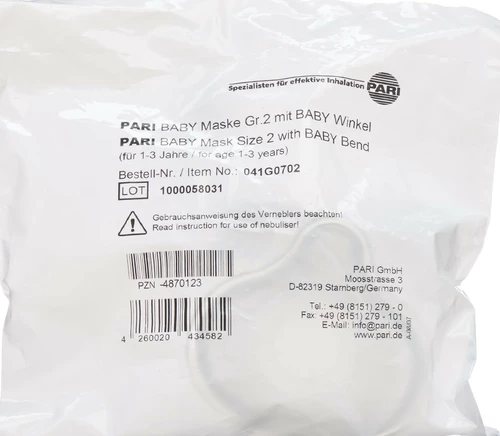 Spezialisten für effektive Inhalation
PARI
PARI BABY Maske Gr.2 mit BABY Winkel
PARI BABY Mask Size 2 with BABY Bend
(für 1-3 Jahre / for age 1-3 years)
Bestell-Nr. / Item No.: 041G0702
LOT 1000058031
Gebrauchsanweisung des Verneblers beachten!
Read instruction for use of nebuliser!
PARI GmbH
Moosstrasse 3
D-82319 Starnberg/Germany
Tel.: +49 (8151) 279 - 0
Fax: +49 (8151) 279 - 101
E-Mail: info@pari.de
www.pari.de
PZN -4870123
4 260020 434582